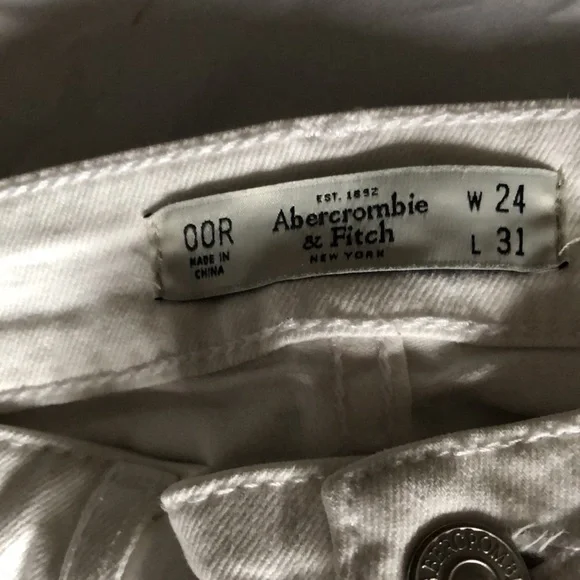 00R
MADE IN
CHINA
EST. 1892
Abercrombie
& Fitch
NEW YORK
W 24
L 31